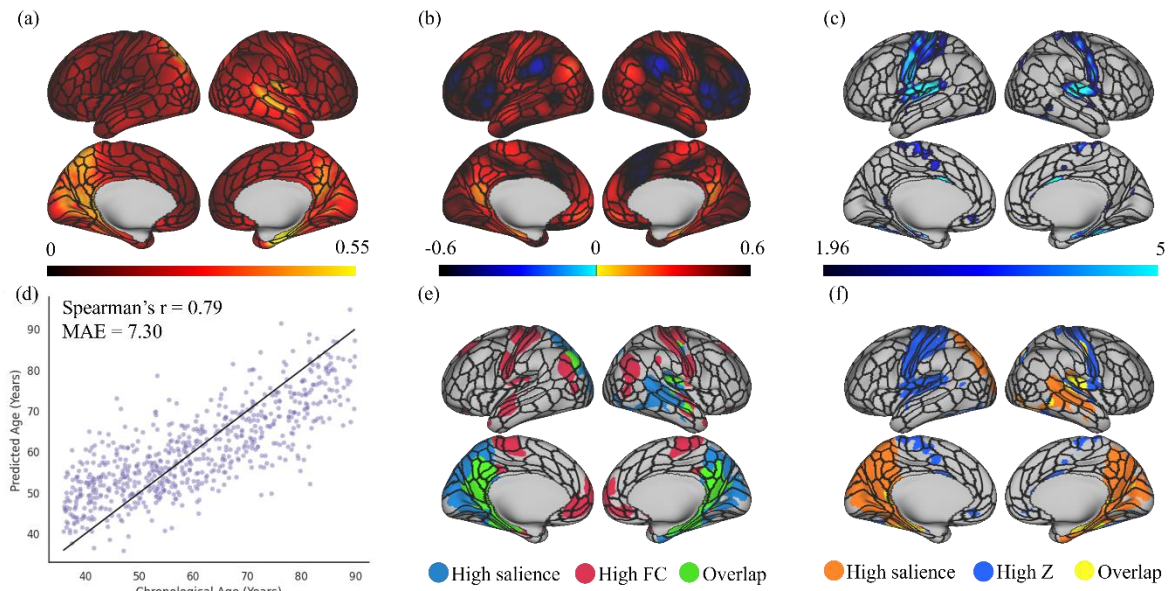 (a)
(b)
(c)
0 0.55
-0.6 0 0.6
1.96 5
(d)
Spearman's r = 0.79
MAE = 7.30
Predicted Age (Years)
90
80
70
60
50
40
40 50 60 70 80 90
Chronological Age (Years)
(e)
High salience High FC Overlap
(f)
High salience High Z Overlap